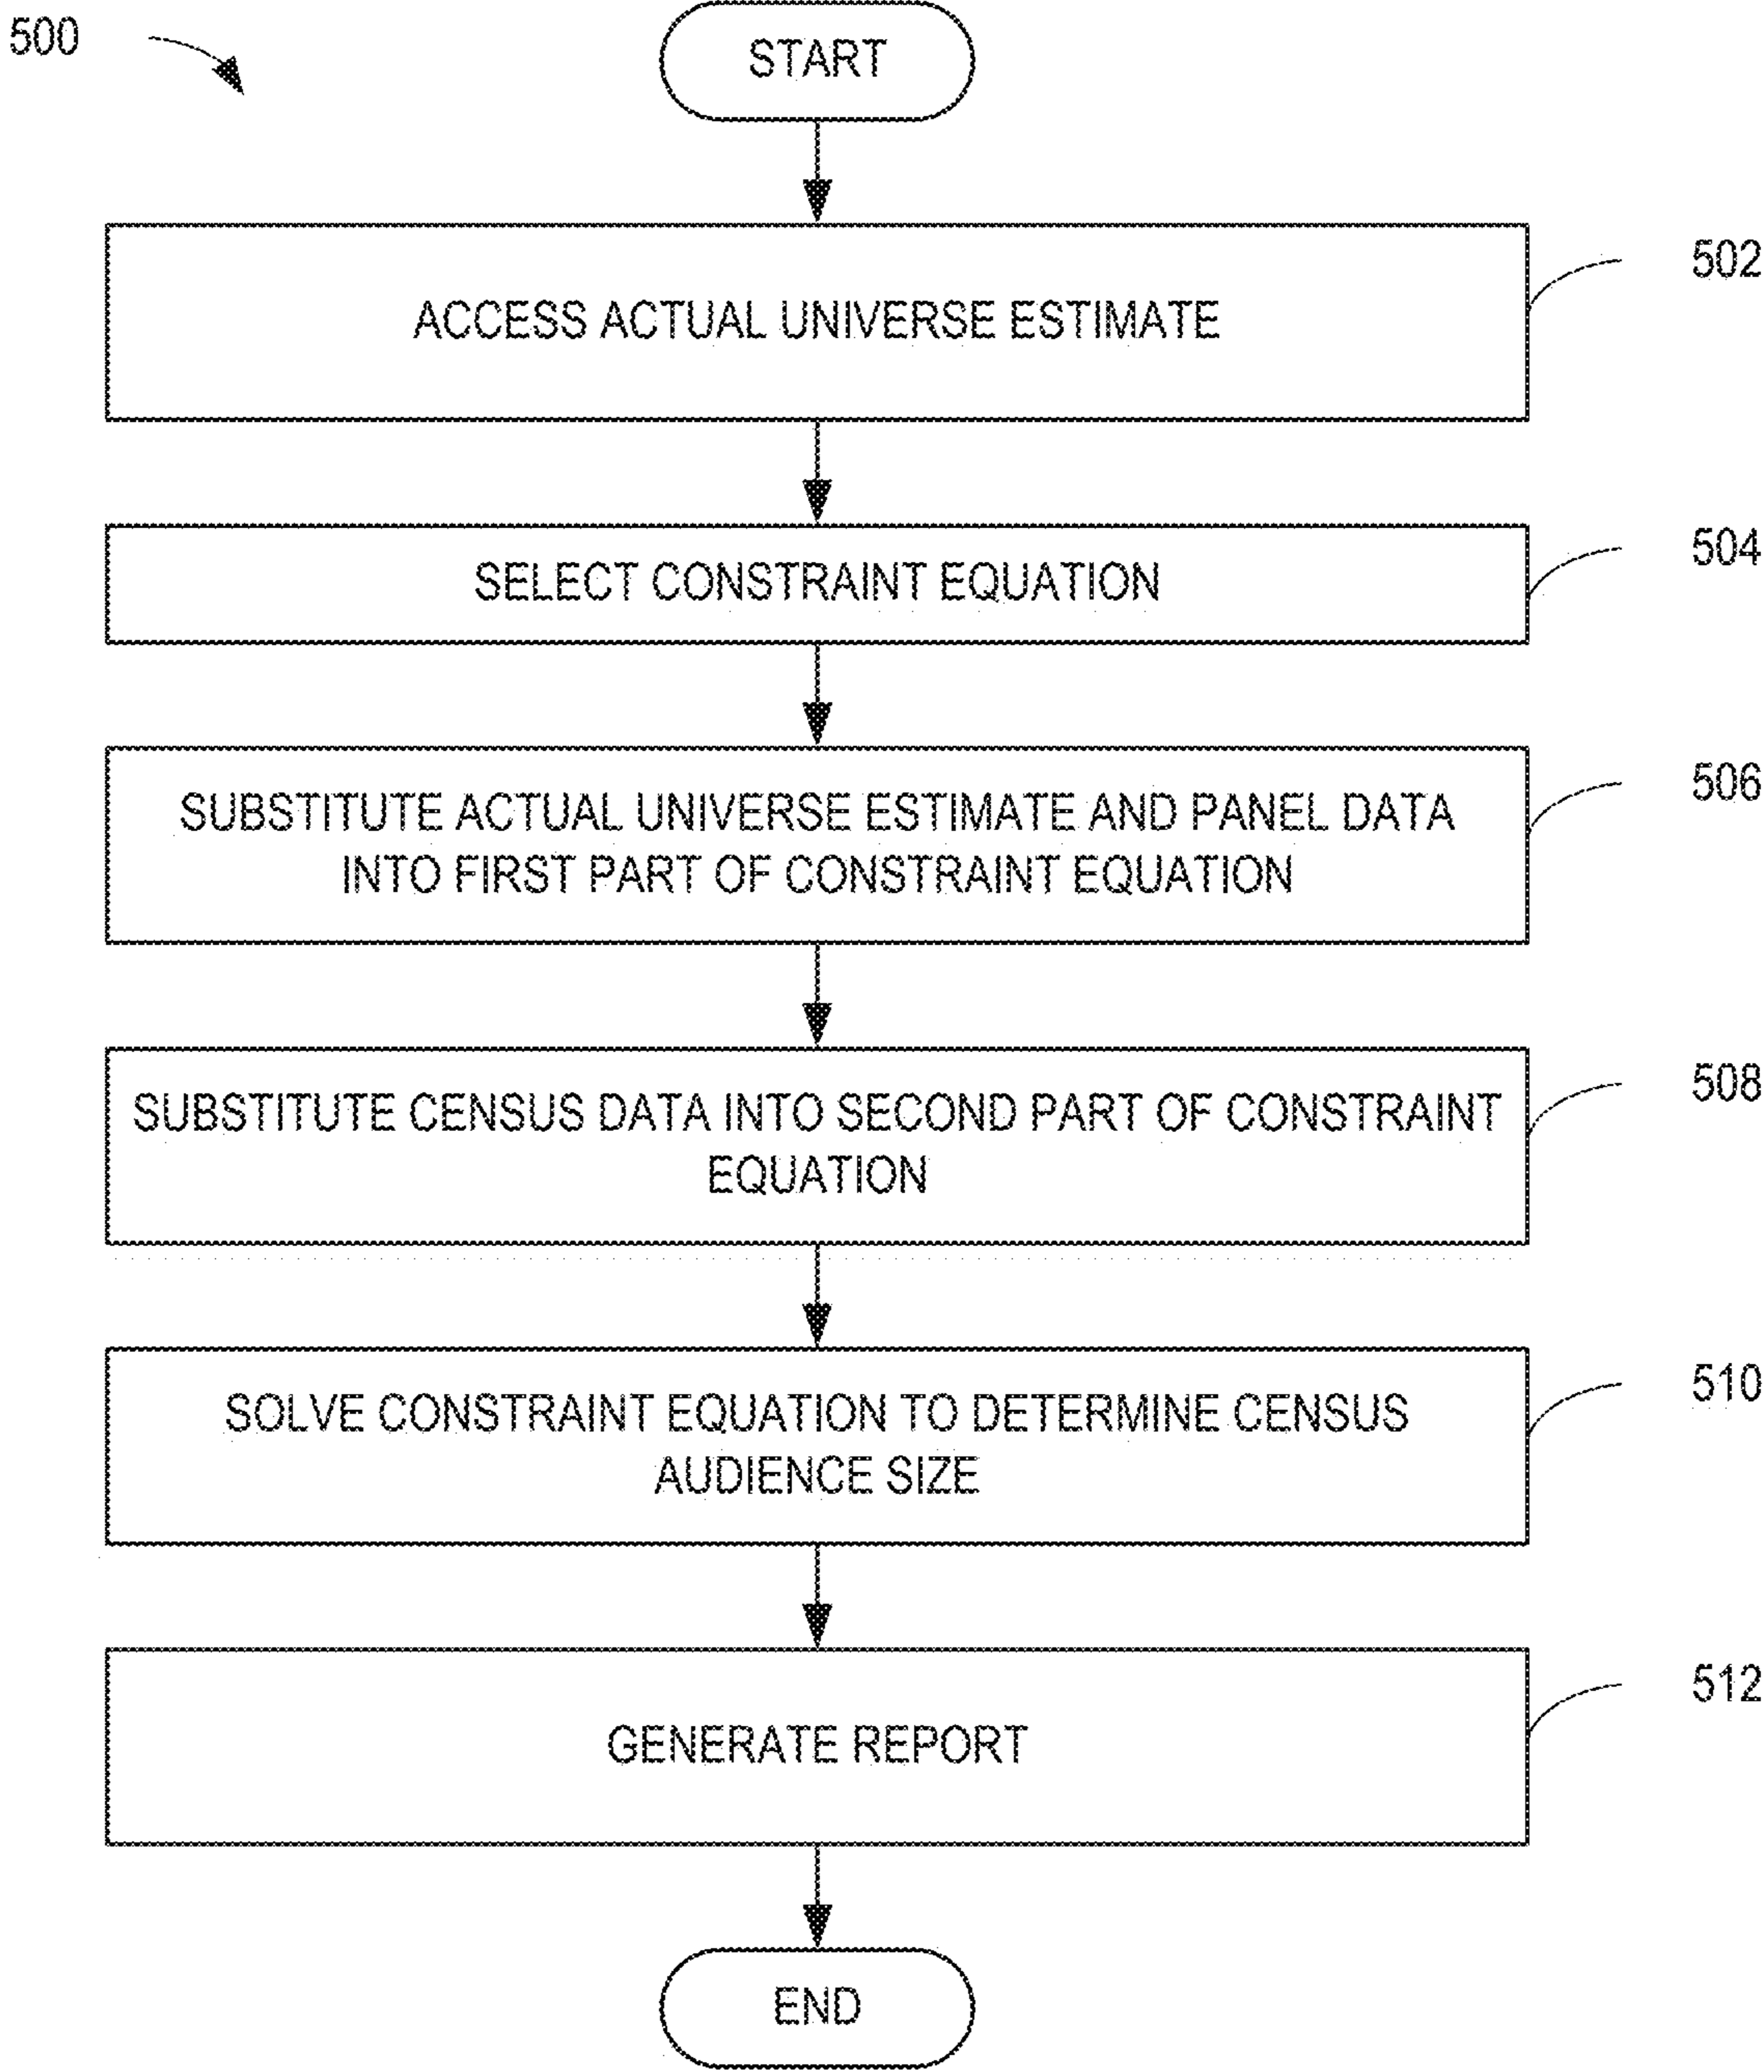 500
START
ACCESS ACTUAL UNIVERSE ESTIMATE
502
SELECT CONSTRAINT EQUATION
504
SUBSTITUTE ACTUAL UNIVERSE ESTIMATE AND PANEL DATA
INTO FIRST PART OF CONSTRAINT EQUATION
506
SUBSTITUTE CENSUS DATA INTO SECOND PART OF CONSTRAINT
EQUATION
508
SOLVE CONSTRAINT EQUATION TO DETERMINE CENSUS
AUDIENCE SIZE
510
GENERATE REPORT
512
END